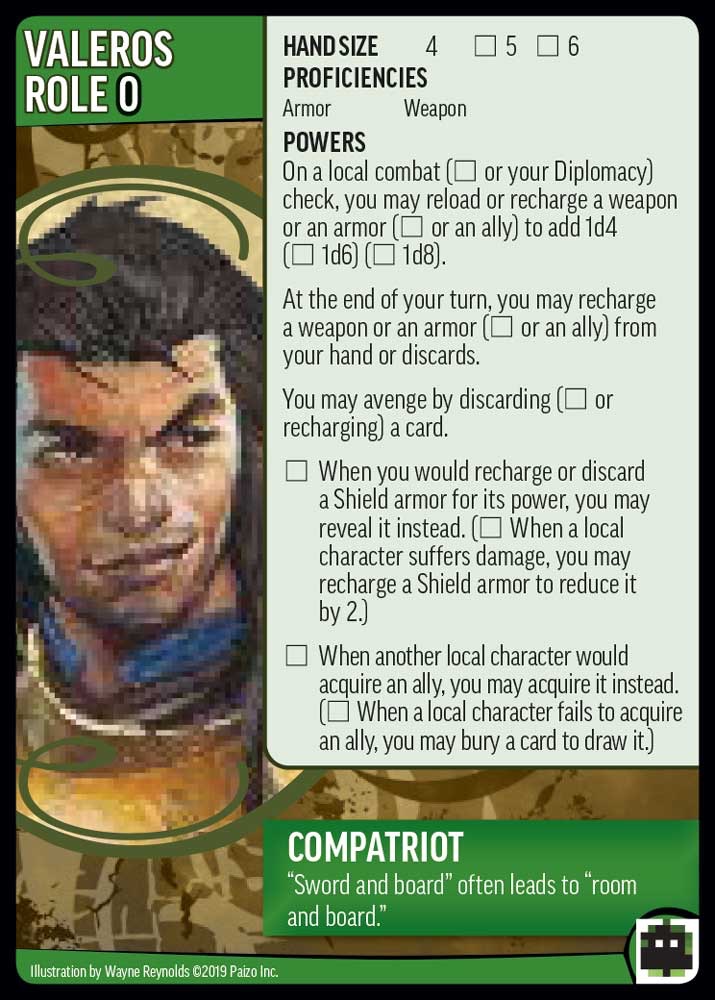 VALEROS
ROLE 0
HAND SIZE 4 □ 5 □ 6
PROFICIENCIES
Armor Weapon
POWERS
On a local combat (□ or your Diplomacy)
check, you may reload or recharge a weapon
or an armor (□ or an ally) to add 1d4
(□ 1d6) (□ 1d8).
At the end of your turn, you may recharge
a weapon or an armor (□ or an ally) from
your hand or discards.
You may avenge by discarding (□ or
recharging) a card.
□ When you would recharge or discard
a Shield armor for its power, you may
reveal it instead. (□ When a local
character suffers damage, you may
recharge a Shield armor to reduce it
by 2.)
□ When another local character would
acquire an ally, you may acquire it instead.
(□ When a local character fails to acquire
an ally, you may bury a card to draw it.)
COMPATRIOT
“Sword and board” often leads to “room
and board.”
Illustration by Wayne Reynolds ©2019 Paizo Inc.